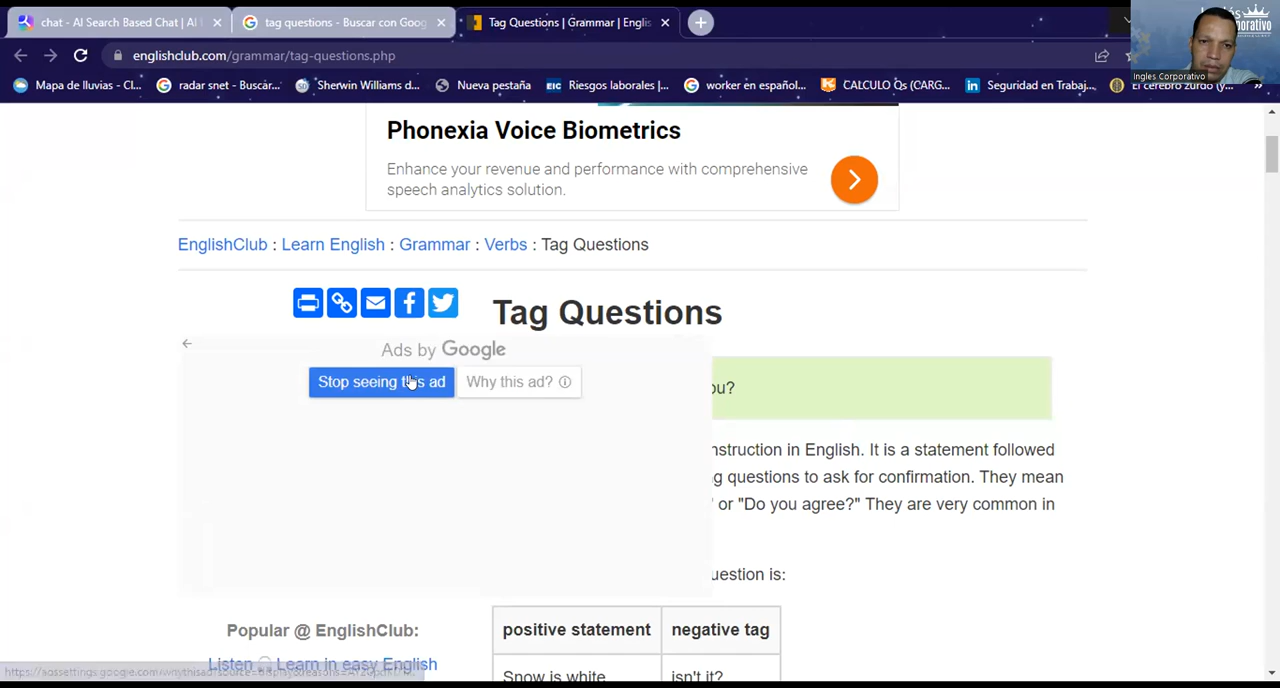 chat - AI Search Based Chat | AI
tag questions - Buscar con Goog
Tag Questions | Grammar | Englis
englishclub.com/grammar/tag-questions.php
Ingles Corporativo
Mapa de lluvias - Cl...
radar snet - Buscar...
Sherwin Williams d...
Nueva pestaña
EIC
Riesgos laborales |...
worker en español...
CALCULO Qs (CARG...
Seguridad en Trabaj...
El cerebro zurdo (y...
Phonexia Voice Biometrics
Enhance your revenue and performance with comprehensive
speech analytics solution.
EnglishClub : Learn English : Grammar : Verbs : Tag Questions
Tag Questions
Ads by Google
Stop seeing this ad
Why this ad?
ou?
nstruction in English. It is a statement followed
g questions to ask for confirmation. They mean
" or "Do you agree?" They are very common in
uestion is:
Popular @ EnglishClub:
positive statement
negative tag
Listen
Learn in easy English
Snow is white
isn't it?